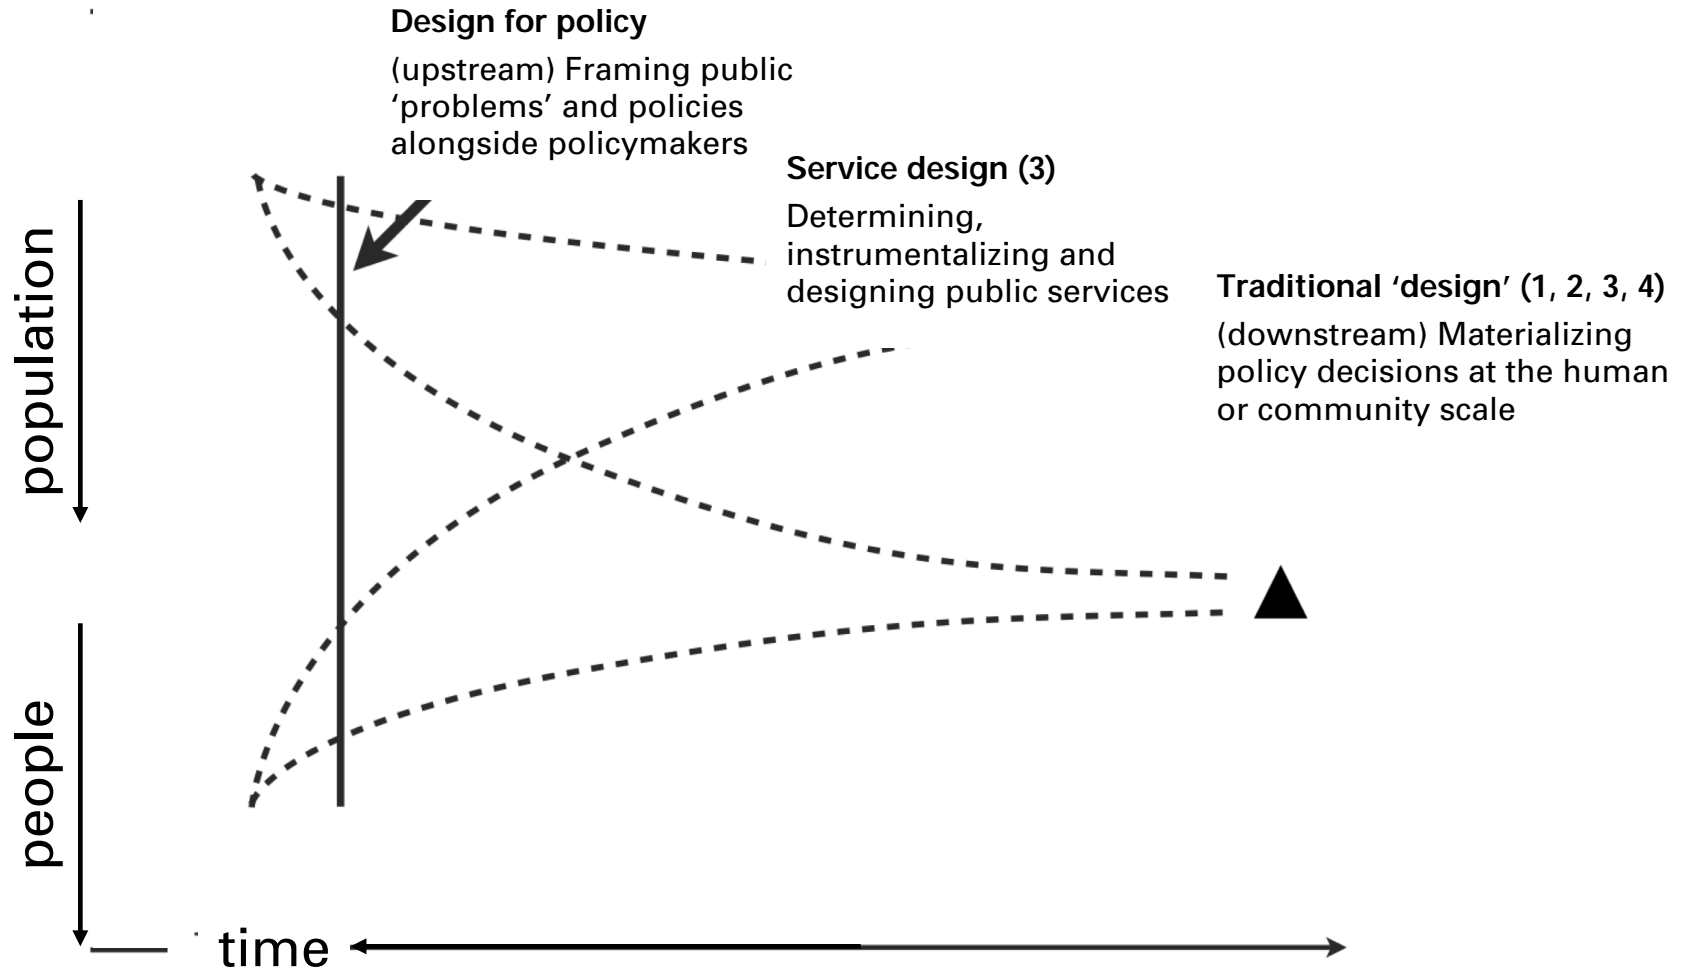 Design for policy
(upstream) Framing public
‘problems’ and policies
alongside policymakers
Service design (3)
Determining,
instrumentalizing and
designing public services
Traditional ‘design’ (1, 2, 3, 4)
(downstream) Materializing
policy decisions at the human
or community scale
population
people
time